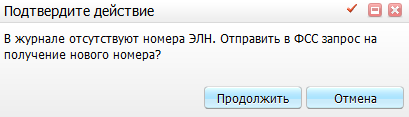 Подтвердите действие
В журнале отсутствуют номера ЭЛН. Отправить в ФСС запрос на
получение нового номера?
Продолжить
Отмена